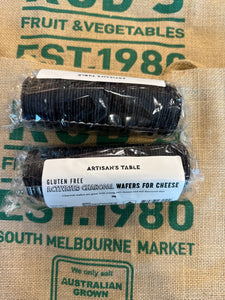 ROD'S
FRUIT &VEGETABLES
EST.1980
ARTISAN'S TABLE
GLUTEN FREE
ACTIVATED CHARCOAL WAFERS FOR CHEESE
EST.1980
SOUTH MELBOURNE MARKET
We only sell
AUSTRALIAN
GROWN